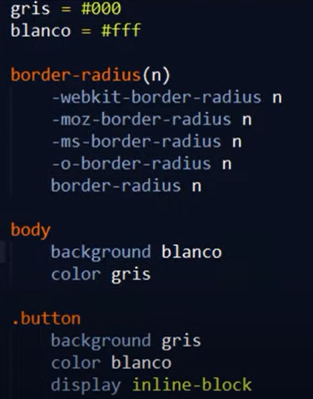 gris = #000
blanco = #fff
border-radius(n)
-webkit-border-radius n
-moz-border-radius n
-ms-border-radius n
-o-border-radius n
border-radius n
body
background blanco
color gris
.button
background gris
color blanco
display inline-block